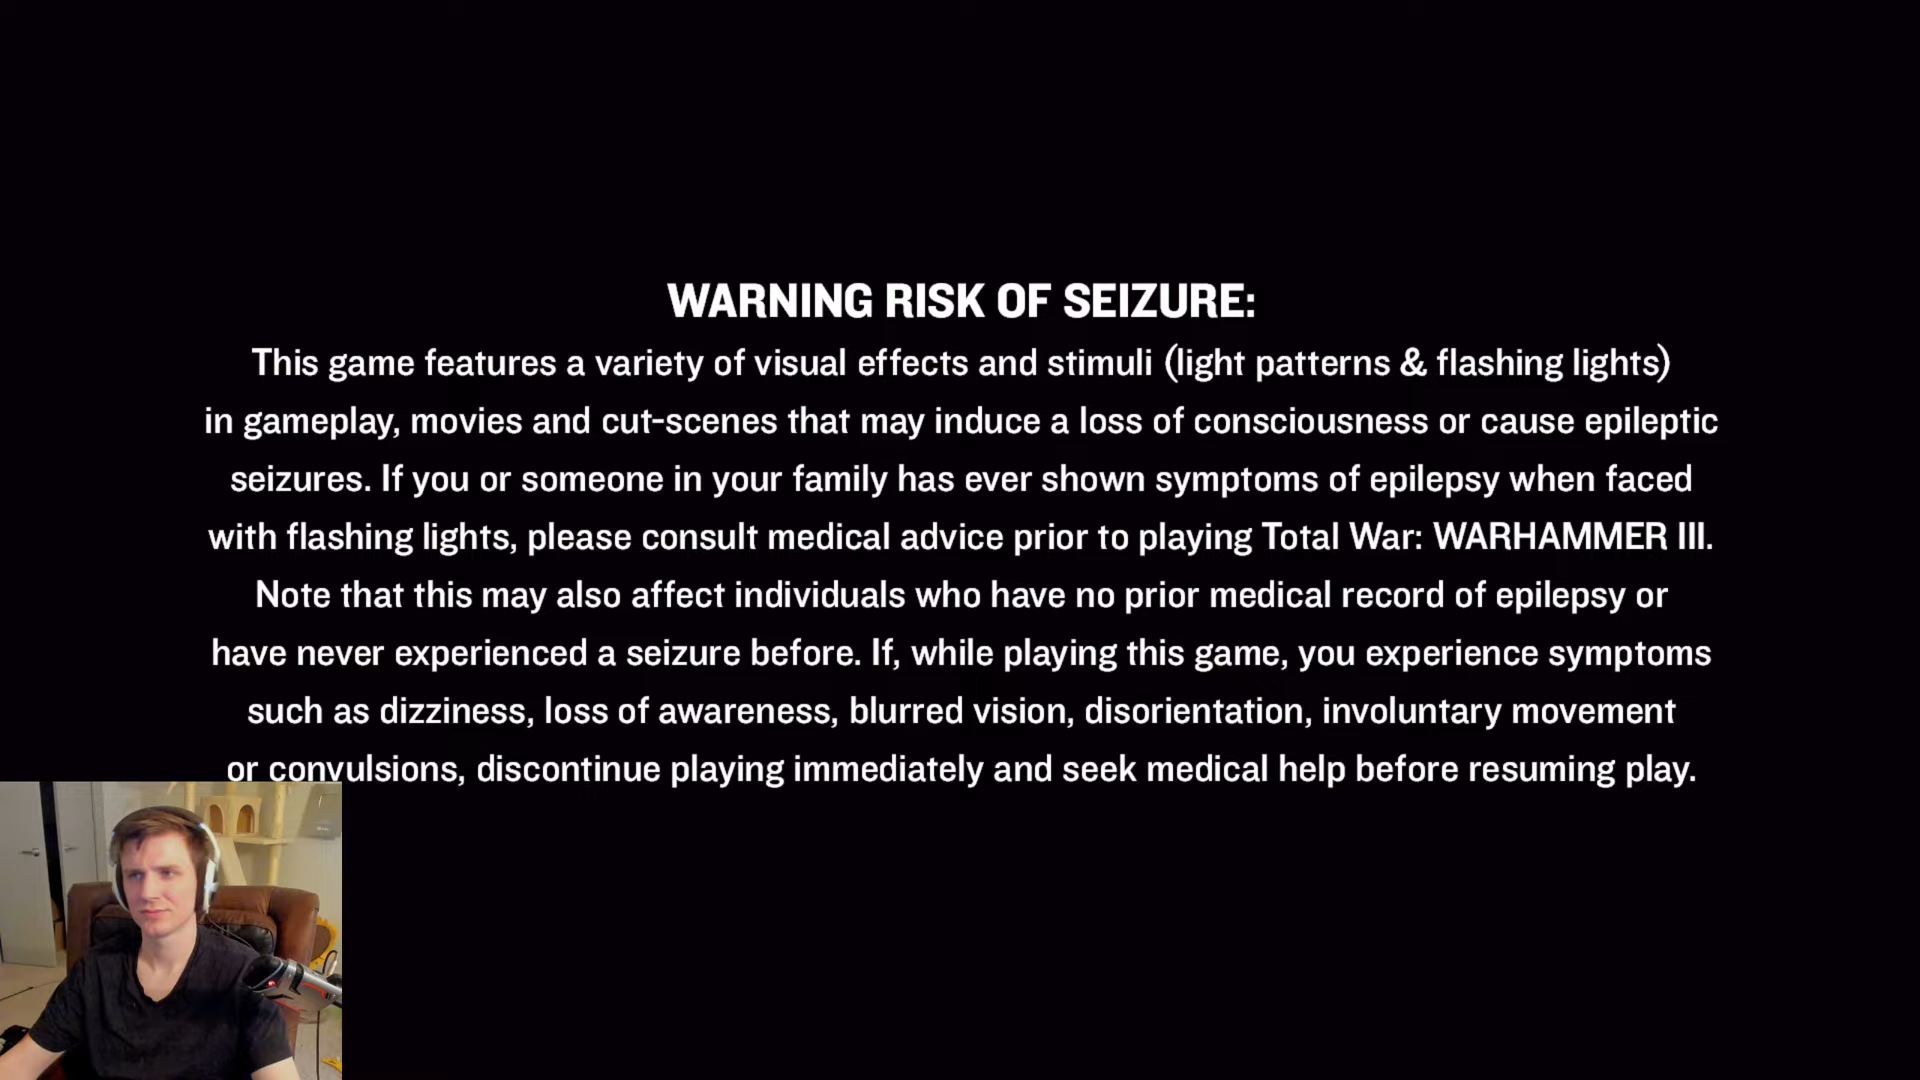 WARNING RISK OF SEIZURE:
This game features a variety of visual effects and stimuli (light patterns & flashing lights)
in gameplay, movies and cut-scenes that may induce a loss of consciousness or cause epileptic
seizures. If you or someone in your family has ever shown symptoms of epilepsy when faced
with flashing lights, please consult medical advice prior to playing Total War: WARHAMMER III.
Note that this may also affect individuals who have no prior medical record of epilepsy or
have never experienced a seizure before. If, while playing this game, you experience symptoms
such as dizziness, loss of awareness, blurred vision, disorientation, involuntary movement
or convulsions, discontinue playing immediately and seek medical help before resuming play.